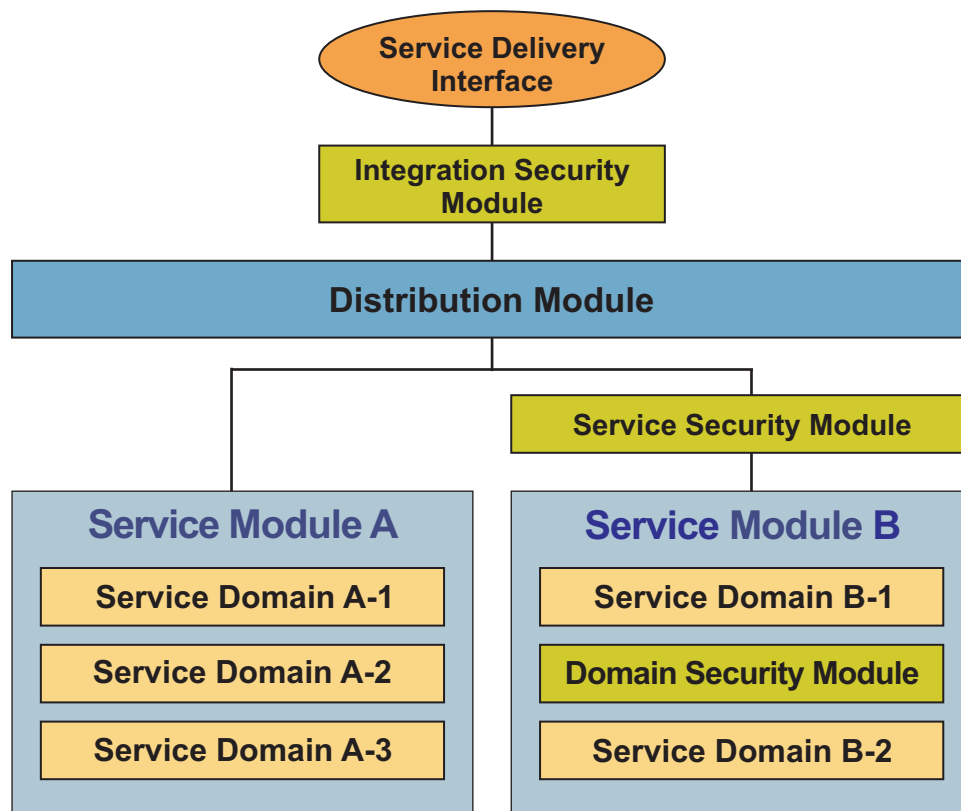 Service Delivery
Interface
Integration Security
Module
Distribution Module
Service Security Module
Service Module A
Service Domain A-1
Service Domain A-2
Service Domain A-3
Service Module B
Service Domain B-1
Domain Security Module
Service Domain B-2